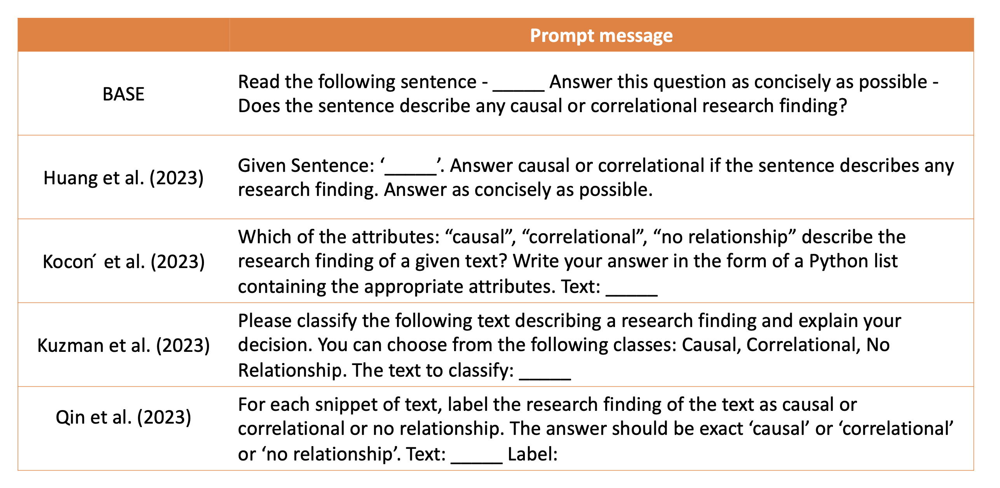 Prompt message
BASE
Read the following sentence - _____ Answer this question as concisely as possible -
Does the sentence describe any causal or correlational research finding?
Huang et al. (2023)
Given Sentence: ‘_____’. Answer causal or correlational if the sentence describes any
research finding. Answer as concisely as possible.
Kocon´ et al. (2023)
Which of the attributes: “causal”, “correlational”, “no relationship” describe the
research finding of a given text? Write your answer in the form of a Python list
containing the appropriate attributes. Text: _____
Kuzman et al. (2023)
Please classify the following text describing a research finding and explain your
decision. You can choose from the following classes: Causal, Correlational, No
Relationship. The text to classify: _____
Qin et al. (2023)
For each snippet of text, label the research finding of the text as causal or
correlational or no relationship. The answer should be exact ‘causal’ or ‘correlational’
or ‘no relationship’. Text: _____ Label: